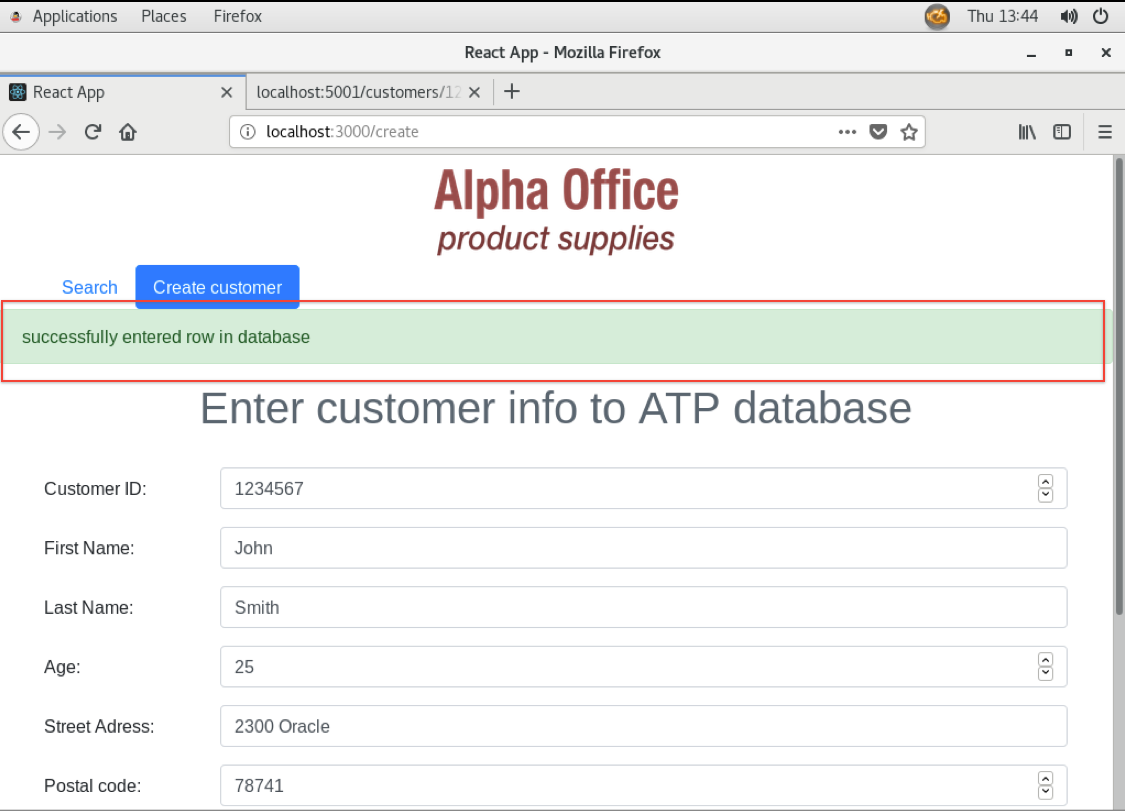 Applications Places Firefox Thu 13:44
React App - Mozilla Firefox
React App localhost:5001/customers/12
localhost:3000/create
Alpha Office
product supplies
Search Create customer
successfully entered row in database
Enter customer info to ATP database
Customer ID: 1234567
First Name: John
Last Name: Smith
Age: 25
Street Adress: 2300 Oracle
Postal code: 78741